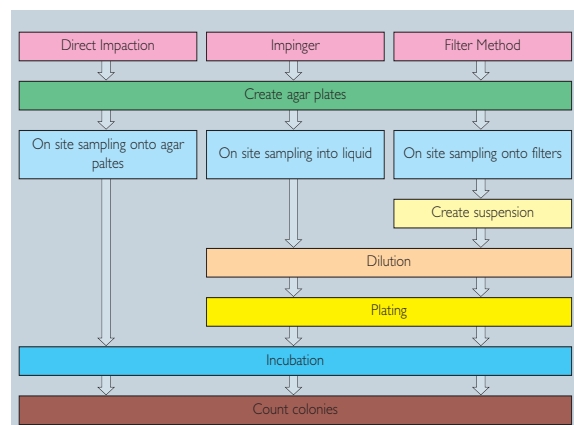 Direct Impaction
Impinger
Filter Method
Create agar plates
On site sampling onto agar
paltes
On site sampling into liquid
On site sampling onto filters
Create suspension
Dilution
Plating
Incubation
Count colonies